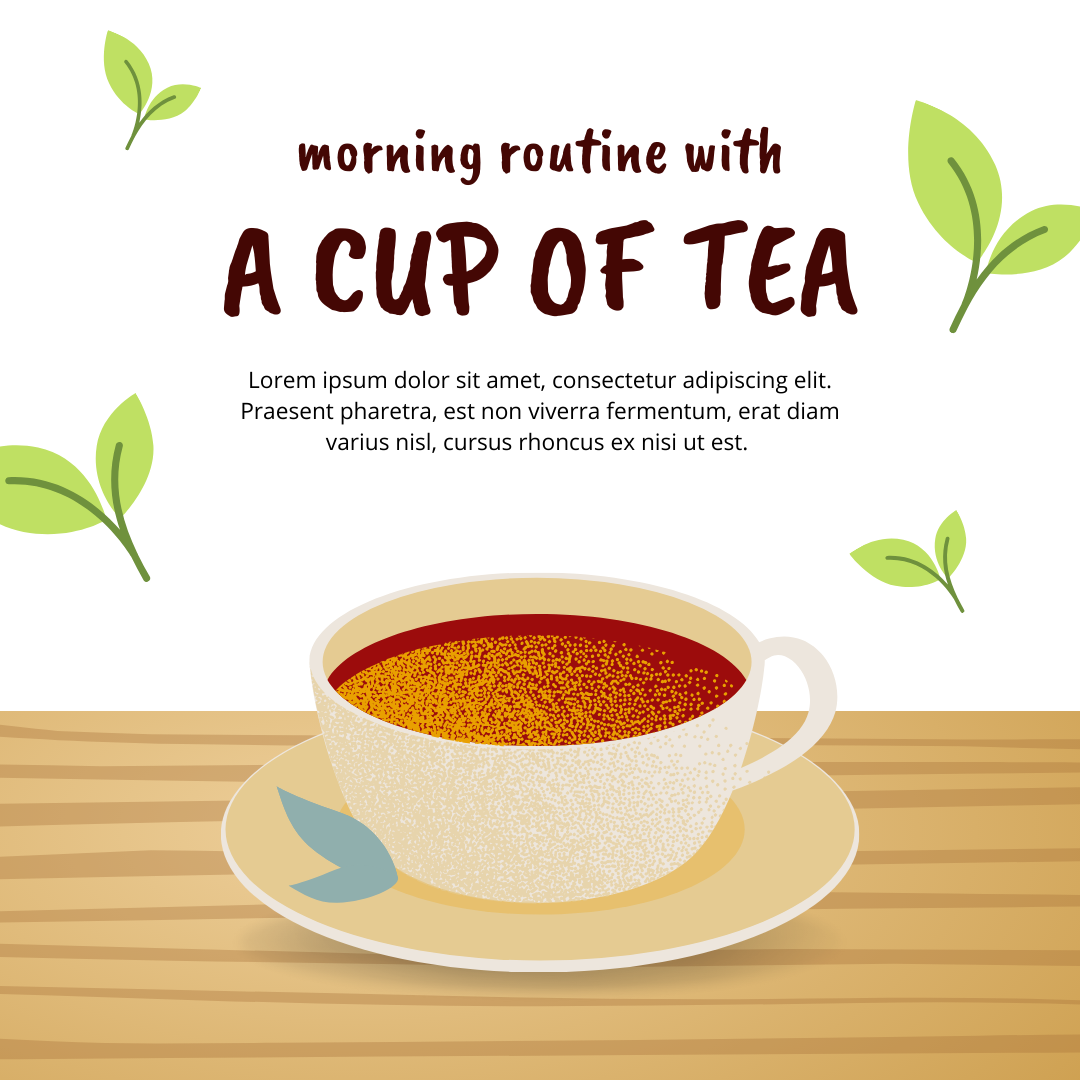 morning routine with
A CUP OF TEA
Lorem ipsum dolor sit amet, consectetur adipiscing elit.
Praesent pharetra, est non viverra fermentum, erat diam
varius nisl, cursus rhoncus ex nisi ut est.